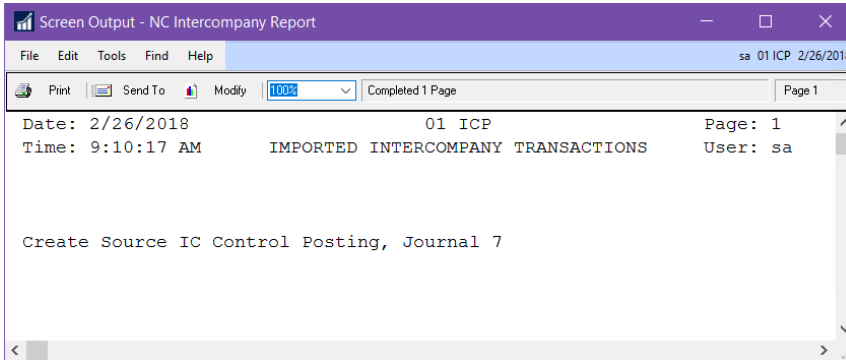 Screen Output - NC Intercompany Report
File Edit Tools Find Help sa 01 ICP 2/26/201
Print Send To Modify 100% Completed 1 Page Page 1
Date: 2/26/2018 01 ICP Page: 1
Time: 9:10:17 AM IMPORTED INTERCOMPANY TRANSACTIONS User: sa
Create Source IC Control Posting, Journal 7